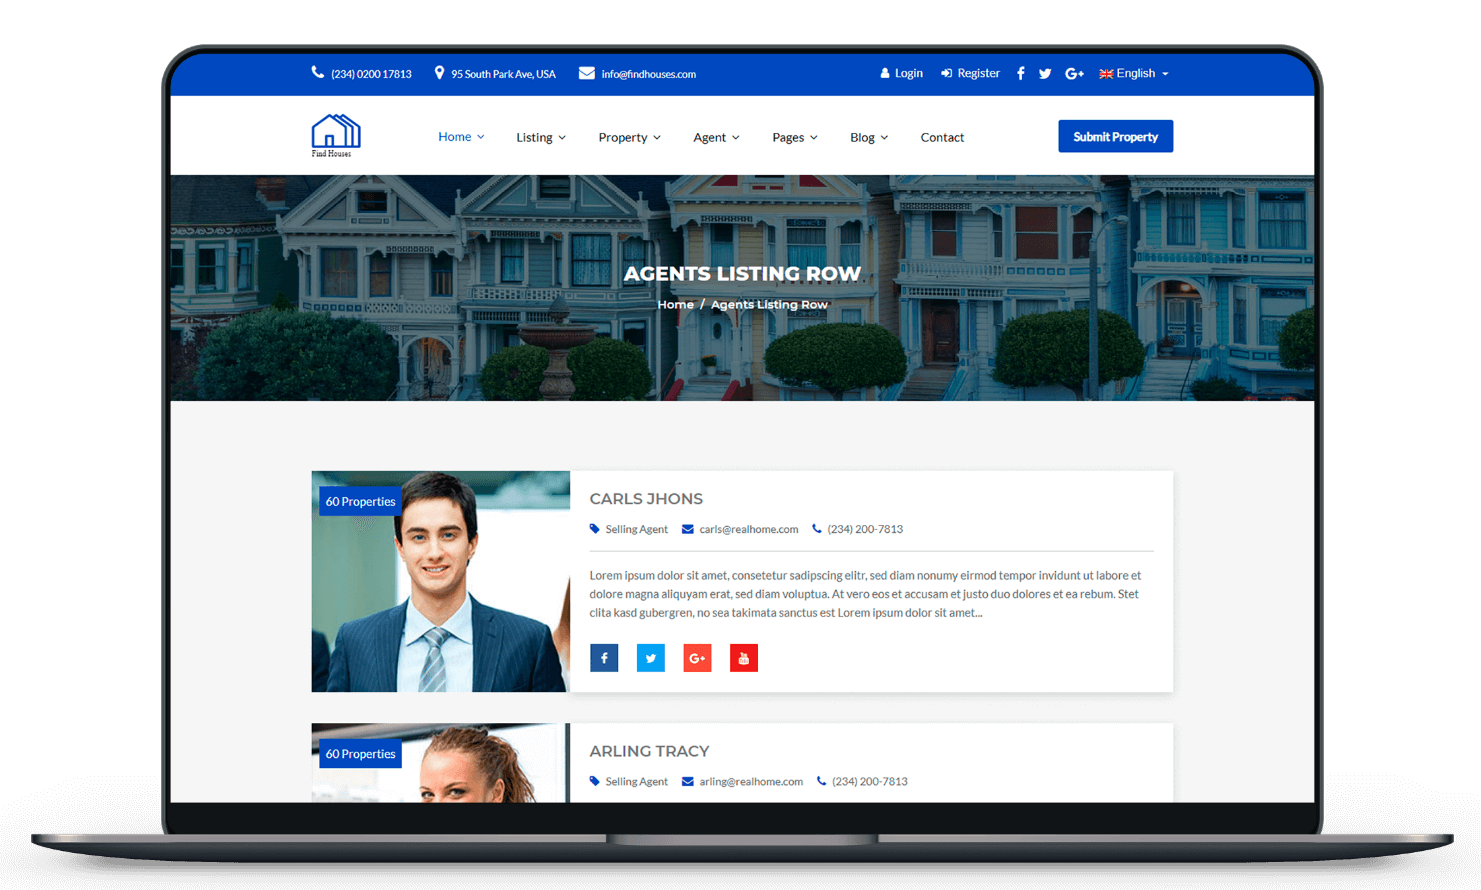 (234) 0200 17813 95 South Park Ave, USA info@findhouses.com Login Register G+ English
Find Houses
Home Listing Property Agent Pages Blog Contact Submit Property
AGENTS LISTING ROW
Home / Agents Listing Row
60 Properties
CARLS JHONS
Selling Agent carls@realhome.com (234) 200-7813
Lorem ipsum dolor sit amet, consetetur sadipscing elitr, sed diam nonumy eirmod tempor invidunt ut labore et
dolore magna aliquyam erat, sed diam voluptua. At vero eos et accusam et justo duo dolores et ea rebum. Stet
clita kasd gubergren, no sea takimata sanctus est Lorem ipsum dolor sit amet...
G+
60 Properties
ARLING TRACY
Selling Agent arling@realhome.com (234) 200-7813